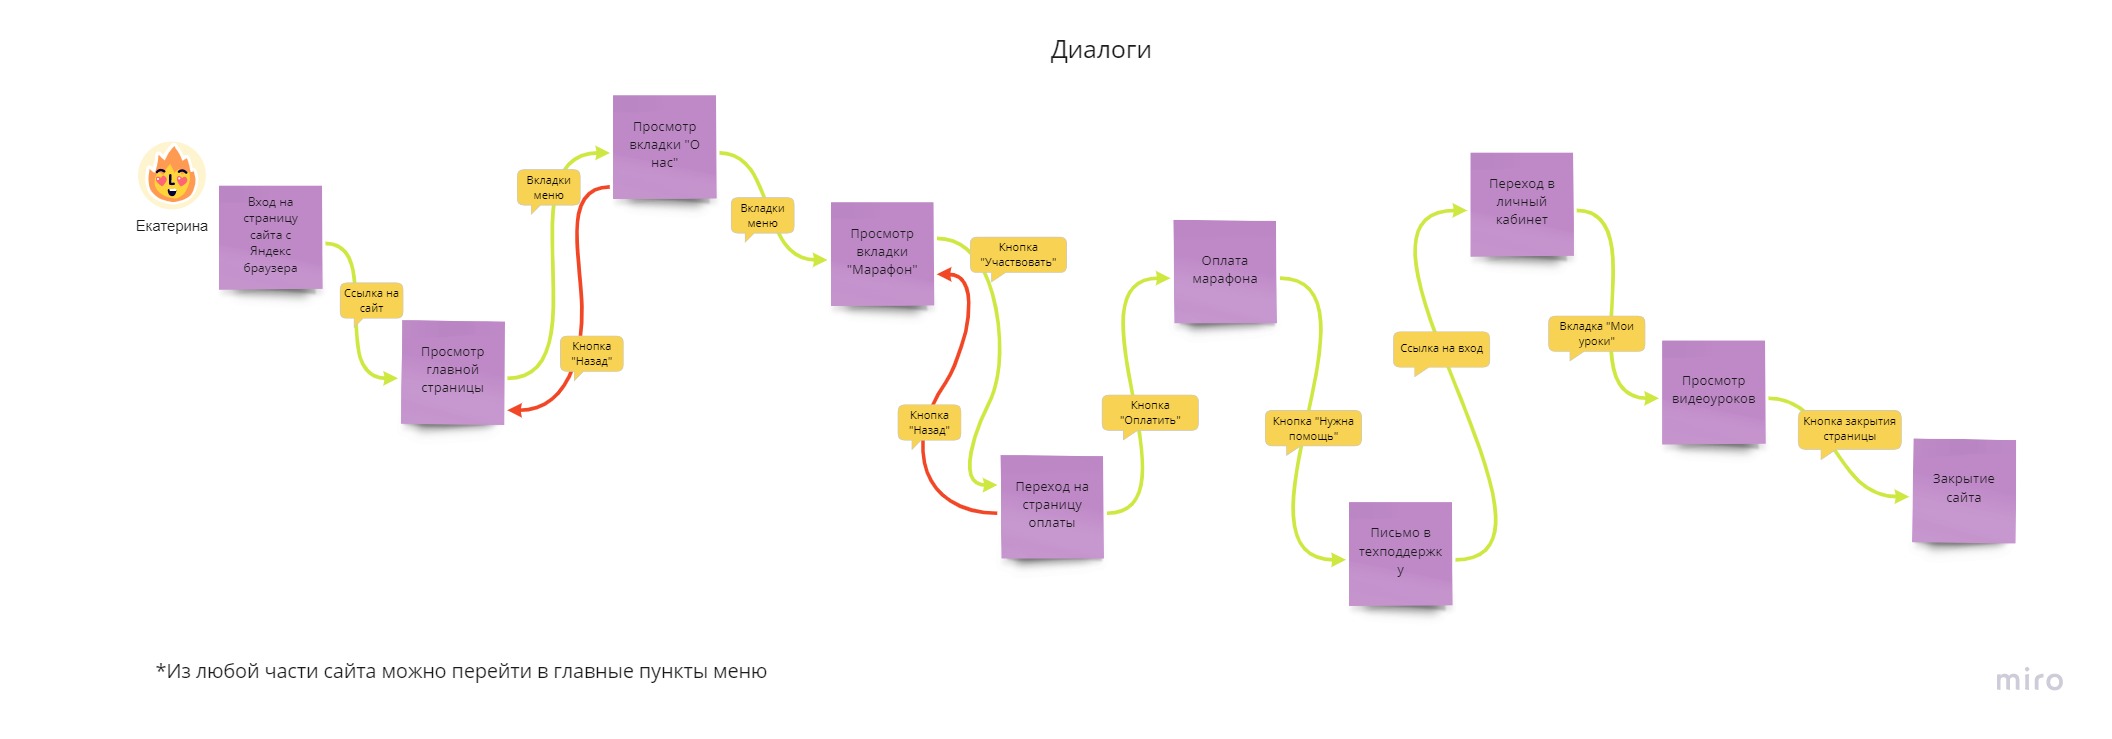 Диалоги
Екатерина
Вход на
страницу
сайта с
Яндекс
браузера
Ссылка на
сайт
Просмотр
главной
страницы
Вкладки
меню
Кнопка
"Назад"
Просмотр
вкладки "О
нас"
Вкладки
меню
Просмотр
вкладки
"Марафон"
Кнопка
"Участвовать"
Кнопка
"Назад"
Переход на
страницу
оплаты
Кнопка
"Оплатить"
Оплата
марафона
Кнопка "Нужна
помощь"
Письмо в
техподдержк
у
Ссылка на вход
Переход в
личный
кабинет
Вкладка "Мои
уроки"
Просмотр
видеоуроков
Кнопка закрытия
страницы
Закрытие
сайта
*Из любой части сайта можно перейти в главные пункты меню
miro